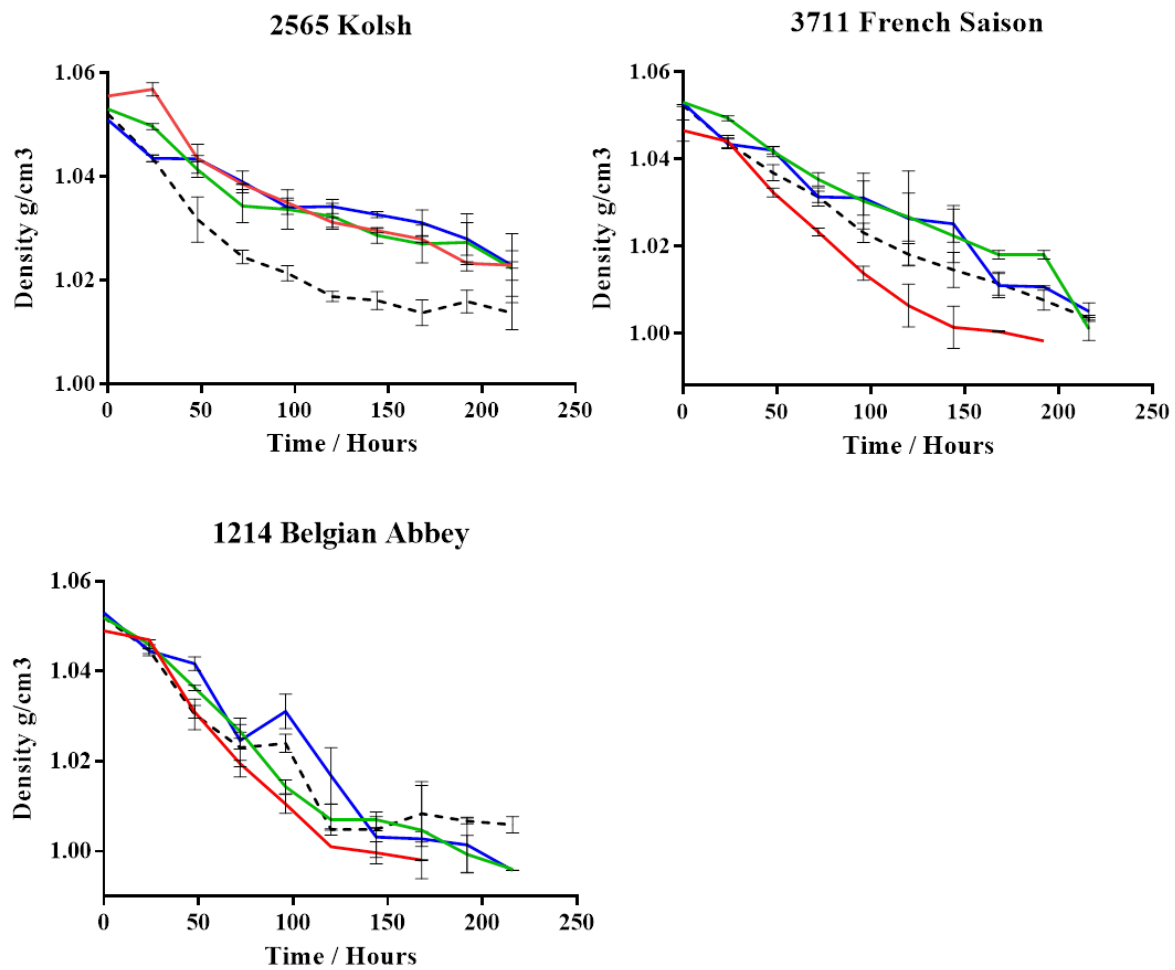 2565 Kolsh
Density g/cm3
1.06
1.04
1.02
1.00
0 50 100 150 200 250
Time / Hours
3711 French Saison
Density g/cm3
1.06
1.04
1.02
1.00
0 50 100 150 200 250
Time / Hours
1214 Belgian Abbey
Density g/cm3
1.06
1.04
1.02
1.00
0 50 100 150 200 250
Time / Hours